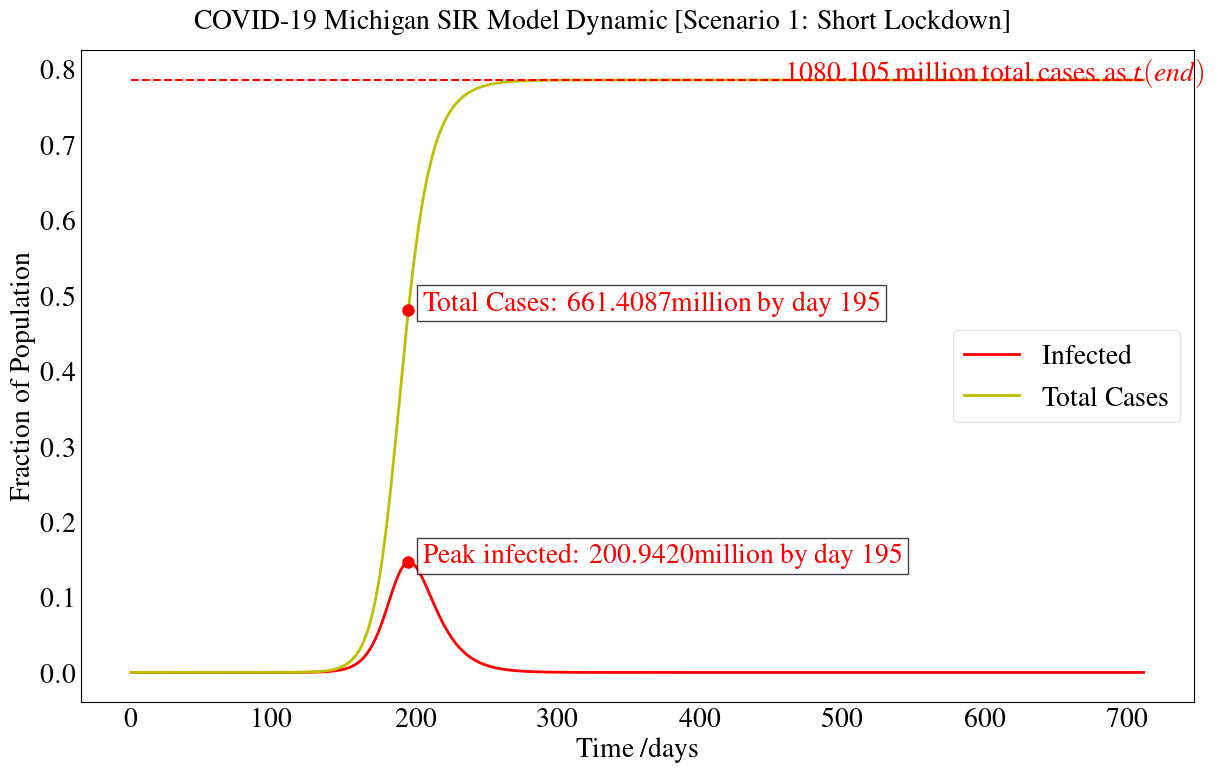 COVID-19 Michigan SIR Model Dynamic [Scenario 1: Short Lockdown]
0.8
1080.105 million total cases as t(end)
0.7
0.6
0.5
Total Cases: 661.4087million by day 195
0.4
Infected
Total Cases
Fraction of Population
0.3
0.2
Peak infected: 200.9420million by day 195
0.1
0.0
0 100 200 300 400 500 600 700
Time /days